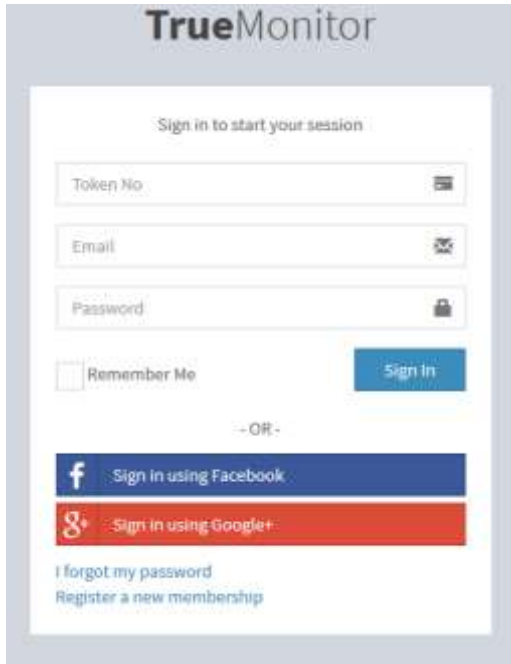 TrueMonitor
Sign in to start your session
Token No
Email
Password
Remember Me
Sign In
- OR -
f Sign in using Facebook
8+ Sign in using Google+
I forgot my password
Register a new membership